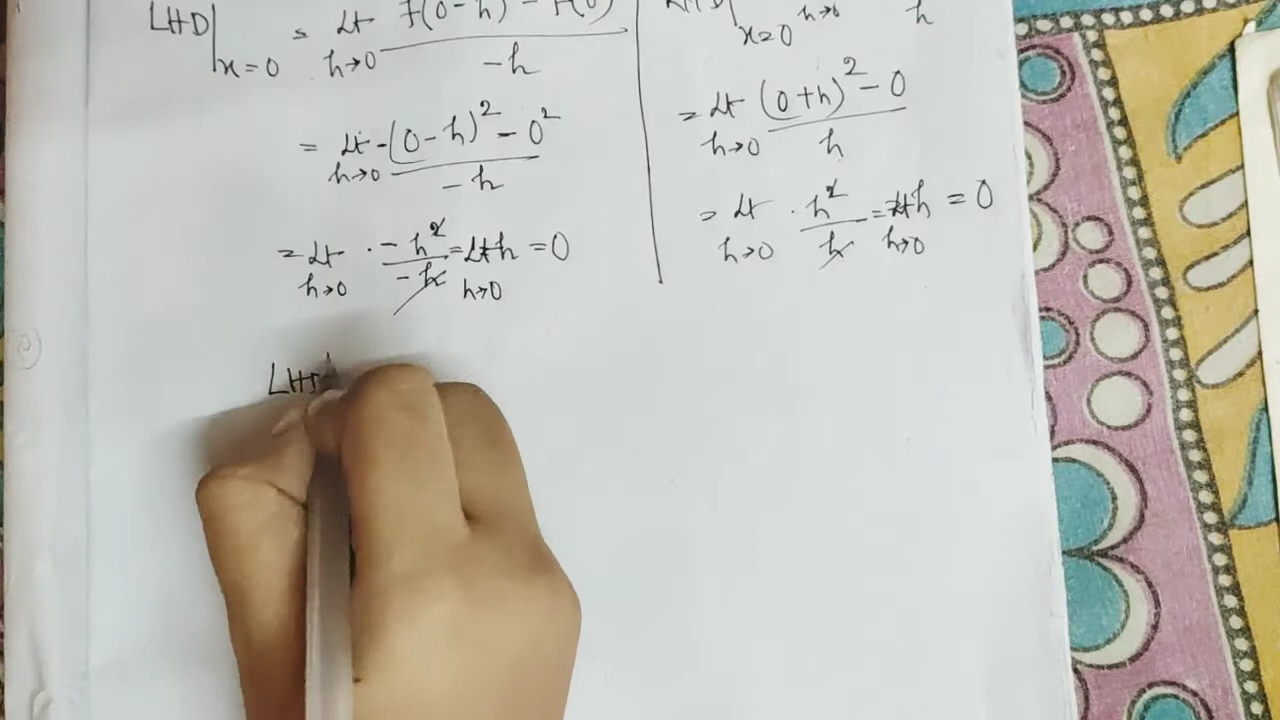 LHD|x=0 = Lt h→0 f(0-h) - f(0) / -h
= Lt h→0 -(0-h)² - 0² / -h
= Lt h→0 · -h² / -h = Lt h→0 h = 0
x=0 h→0 h
= Lt h→0 (0+h)² - 0 / h
= Lt h→0 · h² / h = Lt h→0 h = 0
LH